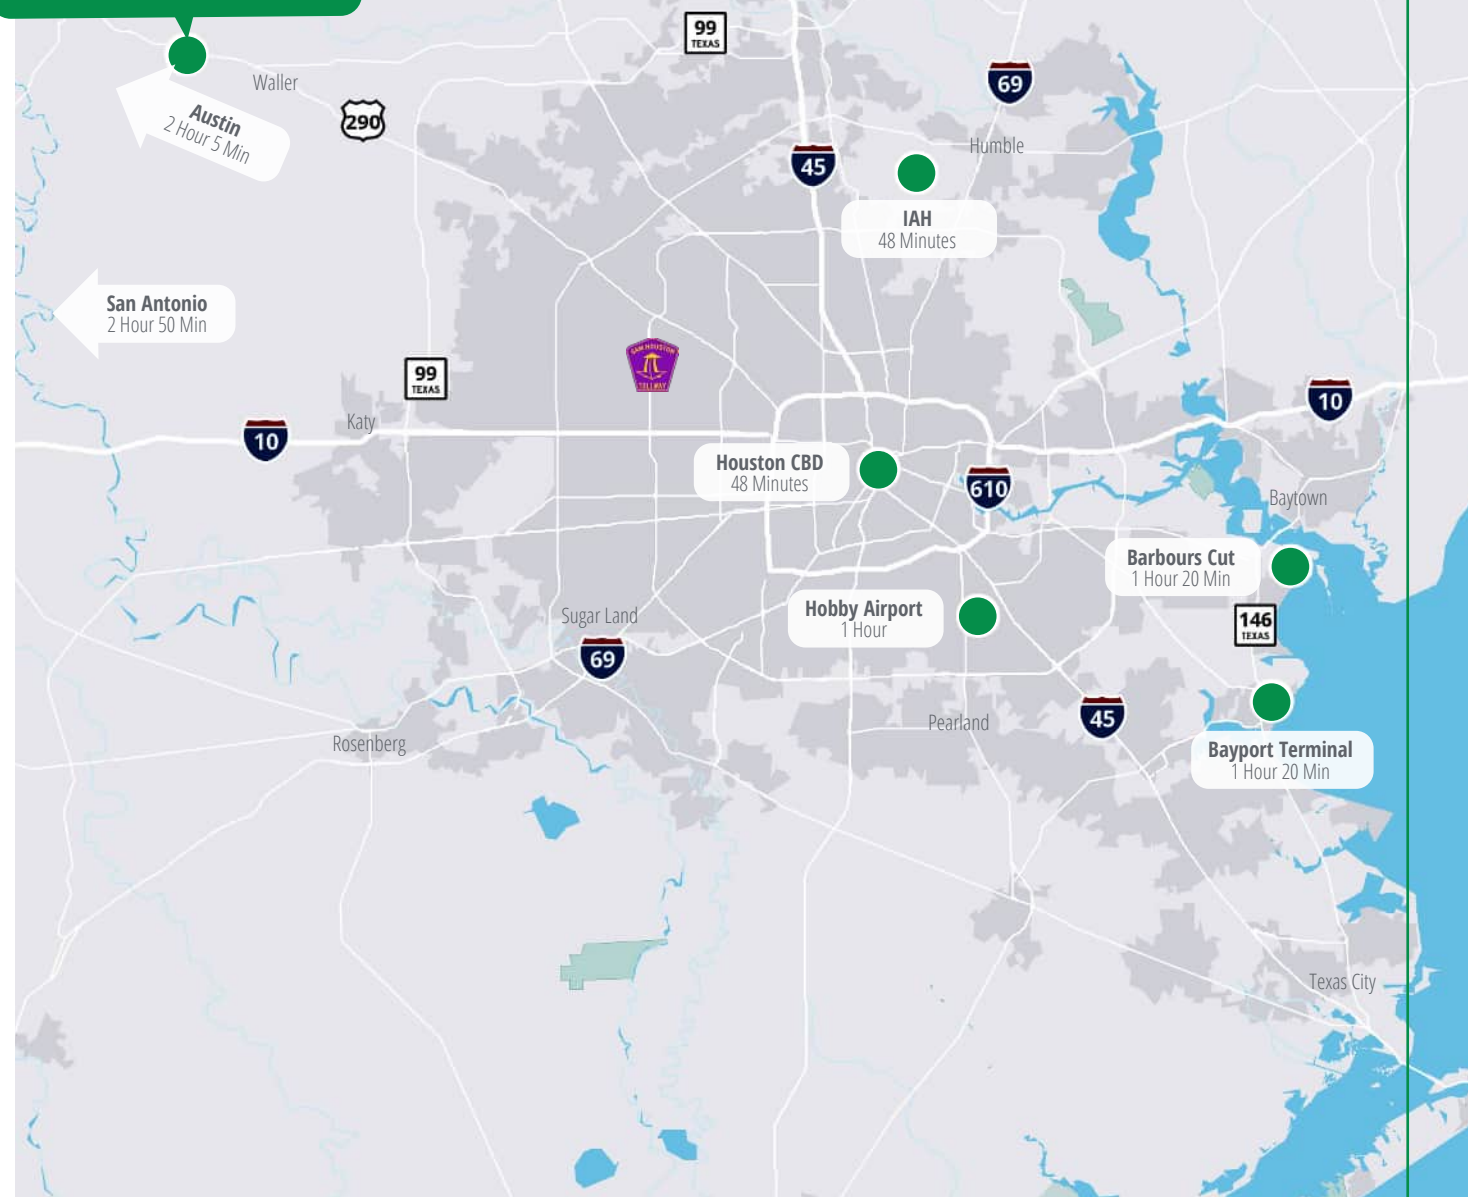 99
TEXAS
69
Waller
Austin
2 Hour 5 Min
290
Humble
45
IAH
48 Minutes
San Antonio
2 Hour 50 Min
SAM HOUSTON
TOLLWAY
99
TEXAS
10
Katy
10
Houston CBD
48 Minutes
610
Baytown
Barbours Cut
1 Hour 20 Min
Hobby Airport
1 Hour
Sugar Land
146
TEXAS
69
45
Pearland
Rosenberg
Bayport Terminal
1 Hour 20 Min
Texas City